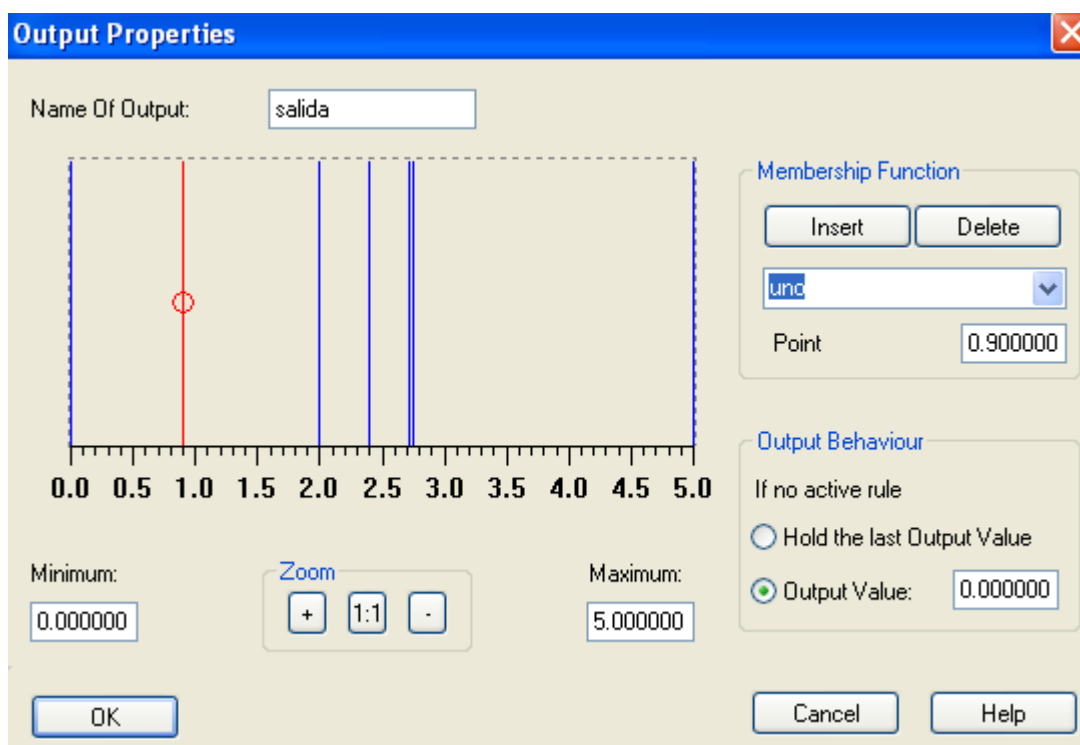 Output Properties
Name Of Output:
salida
Membership Function
Insert
Delete
uno
Point
0.900000
0.0 0.5 1.0 1.5 2.0 2.5 3.0 3.5 4.0 4.5 5.0
Output Behaviour
If no active rule
Hold the last Output Value
Output Value:
0.000000
Minimum:
0.000000
Zoom
+
1:1
-
Maximum:
5.000000
OK
Cancel
Help